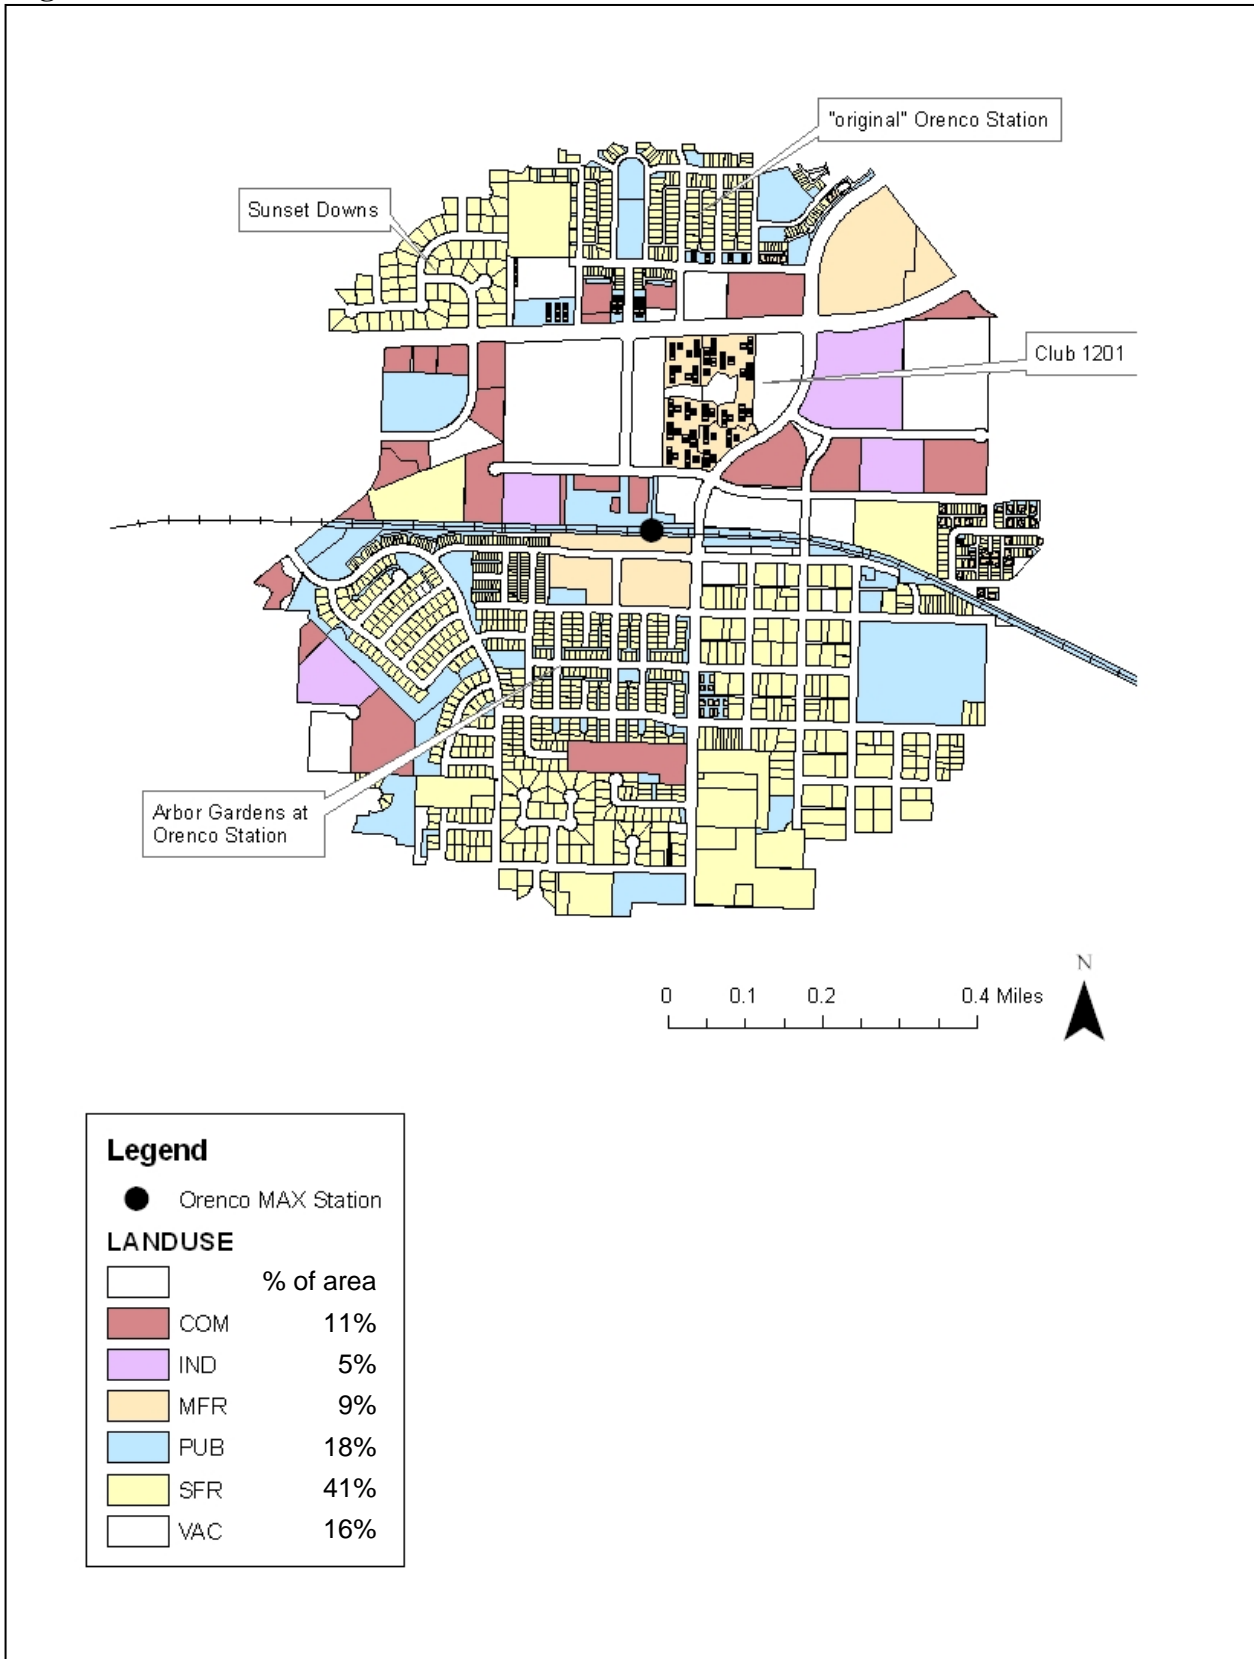 "original" Orenco Station
Sunset Downs
Club 1201
Arbor Gardens at
Orenco Station
N
0 0.1 0.2 0.4 Miles
Legend
Orenco MAX Station
LANDUSE
% of area
COM 11%
IND 5%
MFR 9%
PUB 18%
SFR 41%
VAC 16%